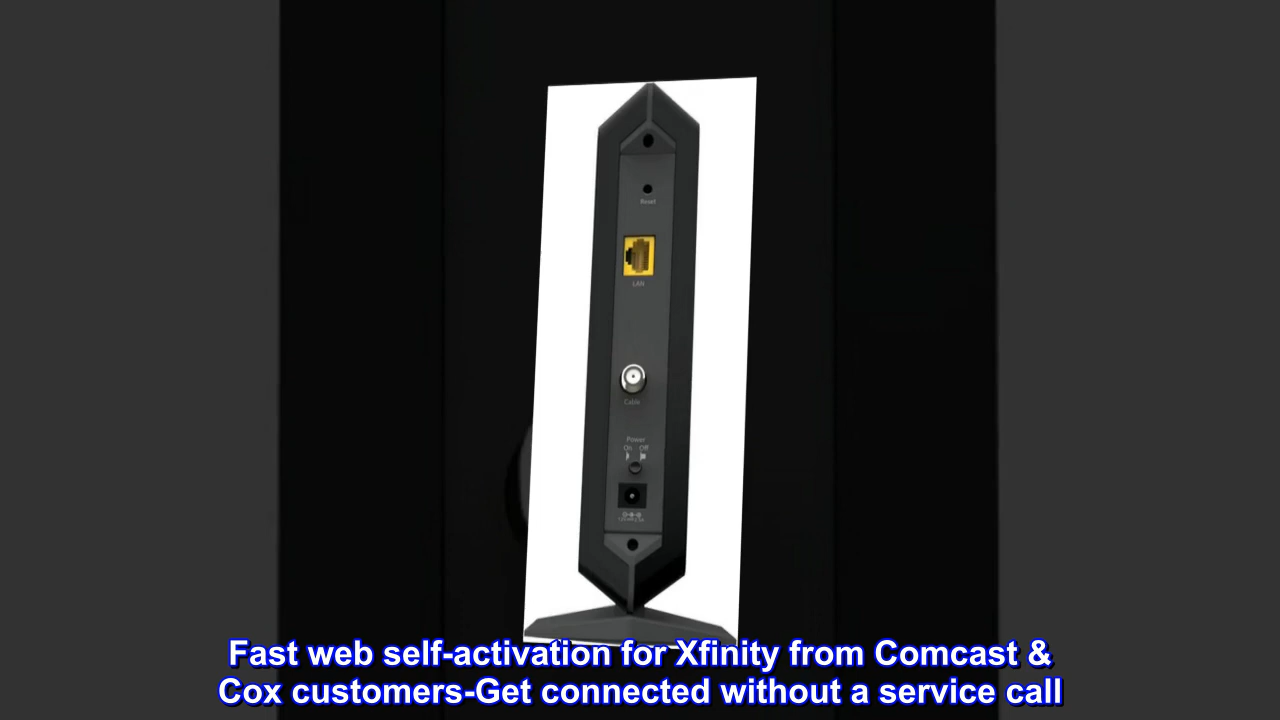 Reset
LAN
Cable
Power
On Off
Fast web self-activation for Xfinity from Comcast &
Cox customers-Get connected without a service call